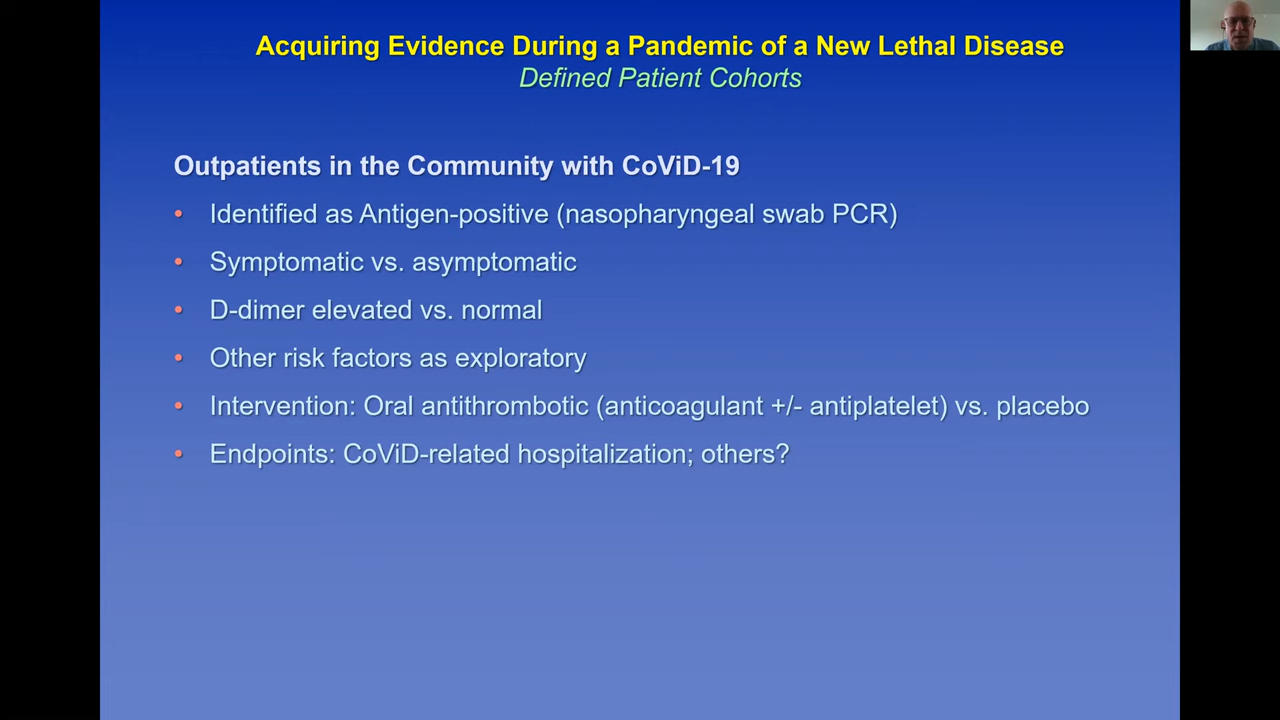 Acquiring Evidence During a Pandemic of a New Lethal Disease
Defined Patient Cohorts
Outpatients in the Community with CoViD-19
• Identified as Antigen-positive (nasopharyngeal swab PCR)
• Symptomatic vs. asymptomatic
• D-dimer elevated vs. normal
• Other risk factors as exploratory
• Intervention: Oral antithrombotic (anticoagulant +/- antiplatelet) vs. placebo
• Endpoints: CoViD-related hospitalization; others?